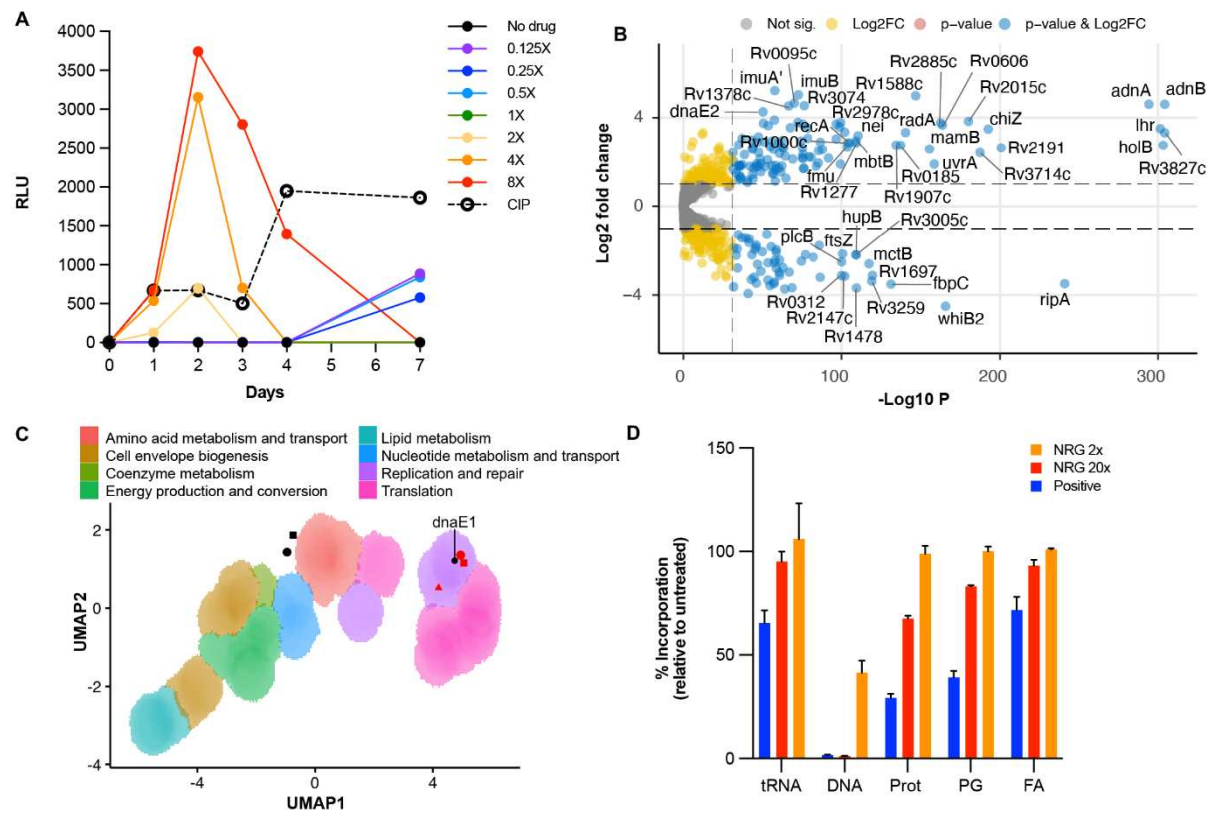 A
RLU
4000
3500
3000
2500
2000
1500
1000
500
0
0 1 2 3 4 5 6 7
Days
No drug
0.125X
0.25X
0.5X
1X
2X
4X
8X
CIP
B
Not sig. Log2FC p-value p-value & Log2FC
Log2 fold change
4
0
−4
0 100 200 300
-Log10 P
Rv0095c
Rv2885c
Rv0606
imuA'
imuB
Rv1588c
Rv2015c
adnA
adnB
Rv1378c
Rv3074
dnaE2
Rv2978c
radA
chiZ
recA
nei
mamB
lhr
Rv1000c
mbtB
uvrA
Rv2191
holB
fmu
Rv0185
Rv3714c
Rv3827c
Rv1277
Rv1907c
hupB
Rv3005c
plcB
ftsZ
mctB
Rv1697
fbpC
ripA
Rv0312
Rv3259
Rv2147c
whiB2
Rv1478
C
Amino acid metabolism and transport
Cell envelope biogenesis
Coenzyme metabolism
Energy production and conversion
Lipid metabolism
Nucleotide metabolism and transport
Replication and repair
Translation
dnaE1
UMAP2
2
0
-2
-4
-4 0 4
UMAP1
D
% Incorporation
(relative to untreated)
150
100
50
0
NRG 2x
NRG 20x
Positive
tRNA DNA Prot PG FA